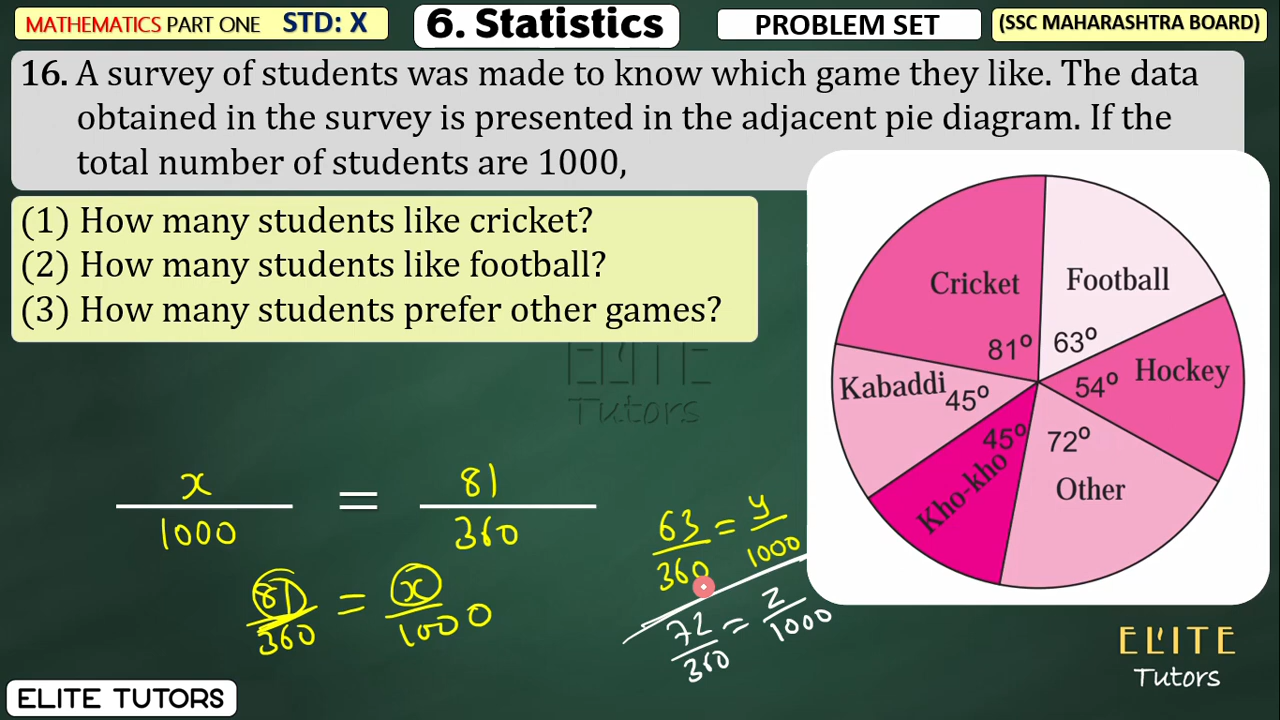 MATHEMATICS PART ONE STD: X
6. Statistics
PROBLEM SET
(SSC MAHARASHTRA BOARD)
16. A survey of students was made to know which game they like. The data
obtained in the survey is presented in the adjacent pie diagram. If the
total number of students are 1000,
(1) How many students like cricket?
(2) How many students like football?
(3) How many students prefer other games?
Cricket
81°
Football
63°
Hockey
54°
Kabaddi
45°
Kho-kho
45°
Other
72°
ELITE
Tutors
x/1000 = 81/360
81/360 = x/1000
63/360 = y/1000
72/360 = z/1000
ELITE
Tutors
ELITE TUTORS